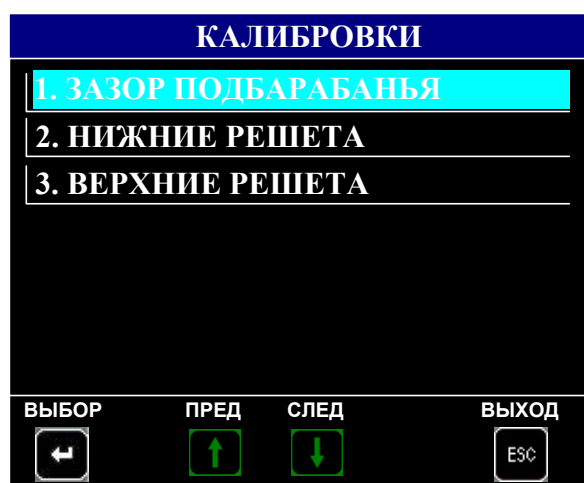 КАЛИБРОВКИ
1. ЗАЗОР ПОДБАРАБАНЬЯ
2. НИЖНИЕ РЕШЕТА
3. ВЕРХНИЕ РЕШЕТА
ВЫБОР ПРЕД СЛЕД ВЫХОД
ESC